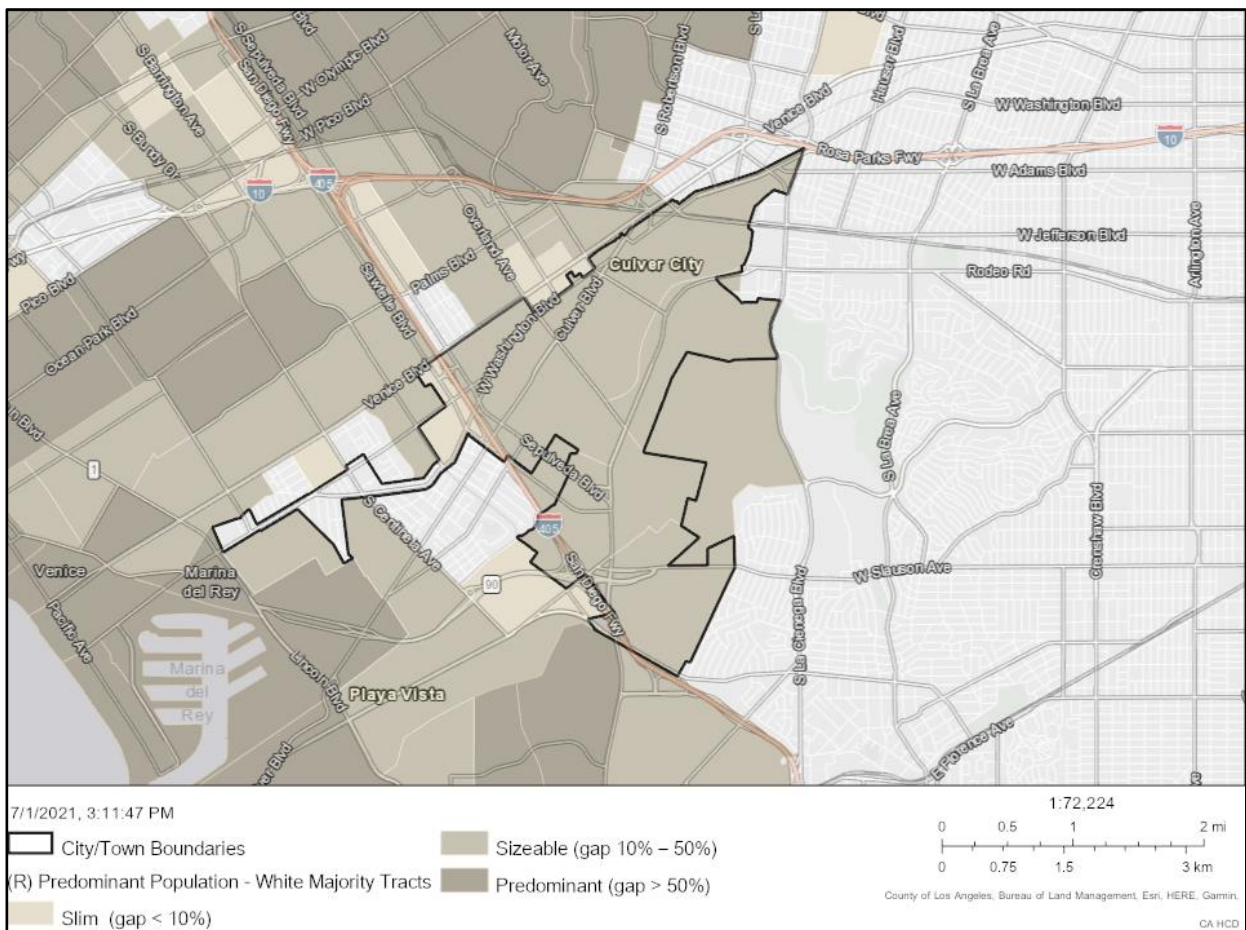 S Sepulveda Blvd
San Diego Fwy
S Barrington Ave
W Olympic Blvd
W Pico Blvd
S Bundy Dr
Motor Ave
S Robertson Blvd
Venice Blvd
Hauser Blvd
S La Brea Ave
W Washington Blvd
Rosa Parks Fwy
10
W Adams Blvd
10
405
Overland Ave
Palms Blvd
Sawtelle Blvd
Culver City
W Jefferson Blvd
Rodeo Rd
Arlington Ave
Pico Blvd
Ocean Park Blvd
W Washington Blvd
Culver Blvd
Venice Blvd
Sepulveda Blvd
1
S Centinela Ave
405
S La Brea Ave
Crenshaw Blvd
Venice
Marina
del Rey
90
San Diego Fwy
W Slauson Ave
S La Cienega Blvd
Pacific Ave
Marina
del
Rey
Lincoln Blvd
Playa Vista
E Florence Ave
7/1/2021, 3:11:47 PM
City/Town Boundaries
(R) Predominant Population - White Majority Tracts
Slim (gap < 10%)
Sizeable (gap 10% – 50%)
Predominant (gap > 50%)
1:72,224
0 0.5 1 2 mi
0 0.75 1.5 3 km
County of Los Angeles, Bureau of Land Management, Esri, HERE, Garmin,
CA HCD